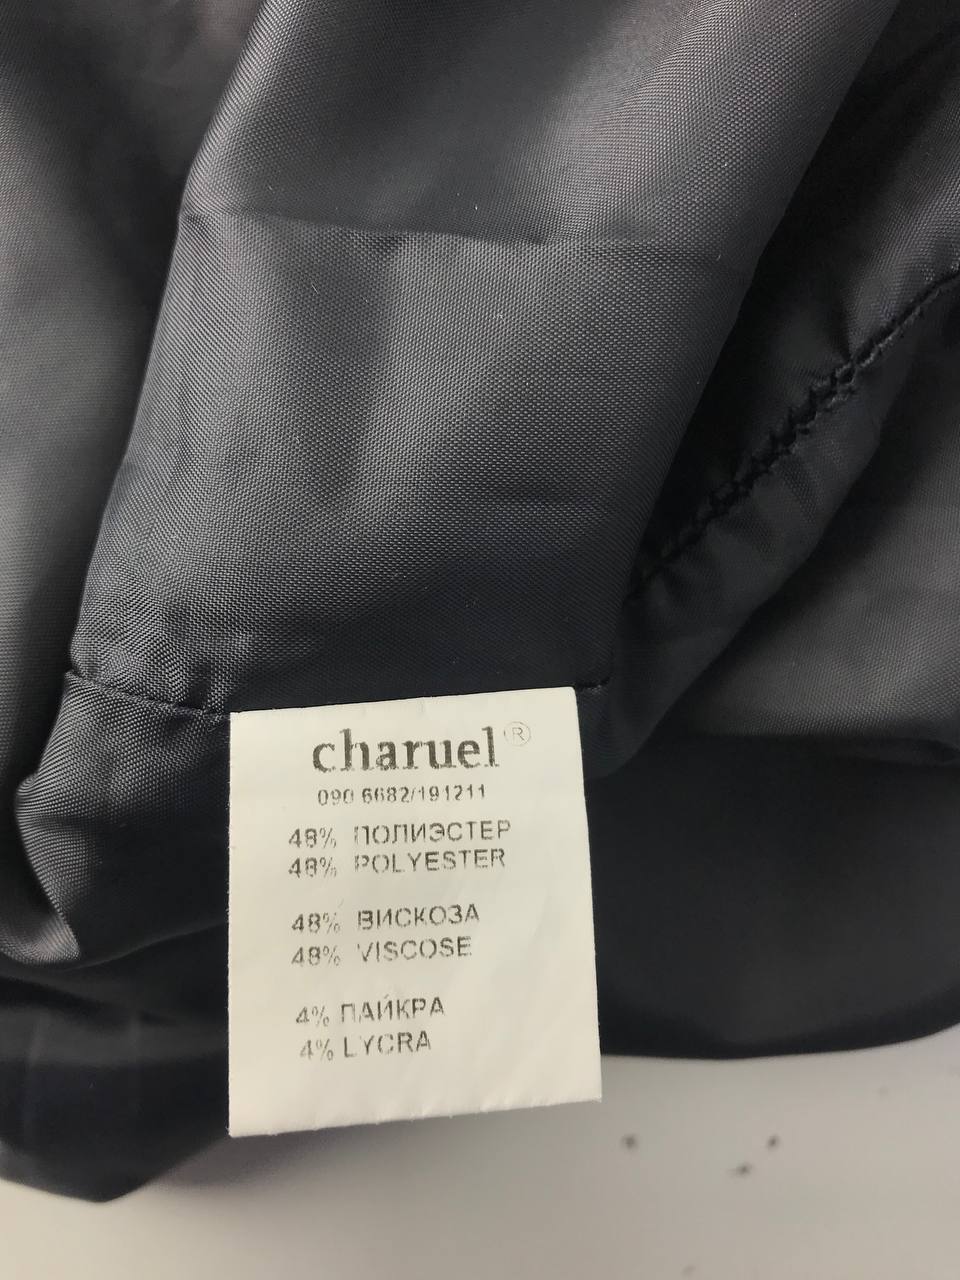 charuel®
090 6682/191211
48% ПОЛИЭСТЕР
48% POLYESTER
48% ВИСКОЗА
48% VISCOSE
4% ЛАЙКРА
4% LYCRA